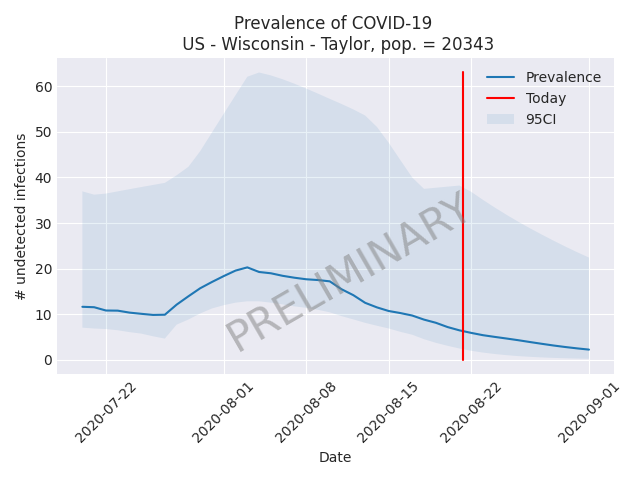 Prevalence of COVID-19
US - Wisconsin - Taylor, pop. = 20343
# undetected infections
60
50
40
30
20
10
0
Prevalence
Today
95CI
PRELIMINARY
2020-07-22
2020-08-01
2020-08-08
2020-08-15
2020-08-22
2020-09-01
Date